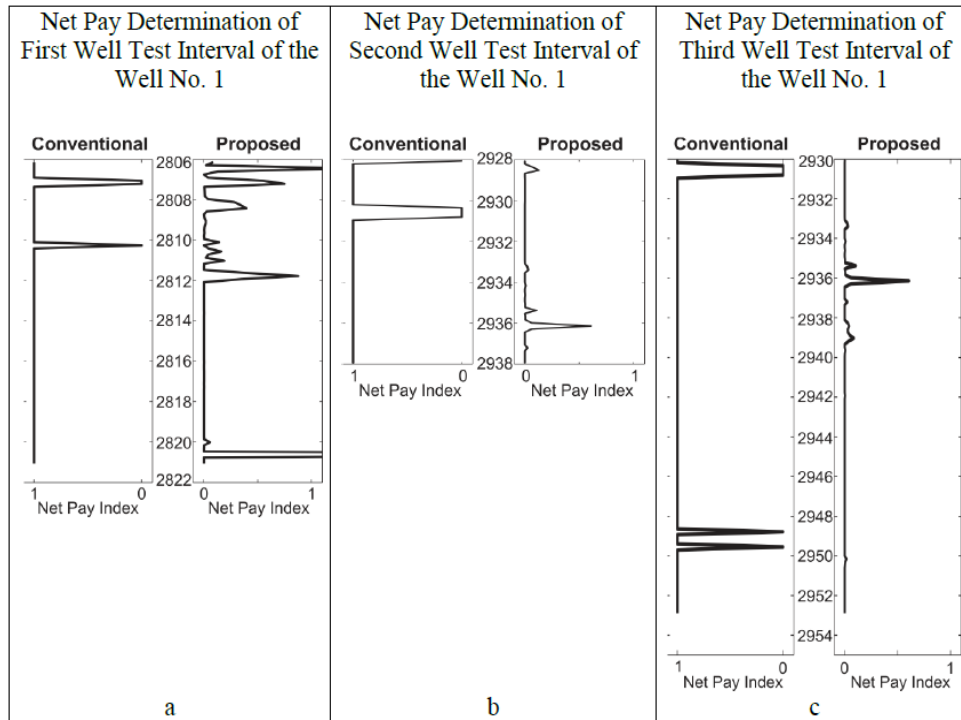 Net Pay Determination of
First Well Test Interval of the
Well No. 1
Conventional Proposed
2806
2808
2810
2812
2814
2816
2818
2820
2822
1 0 0 1
Net Pay Index Net Pay Index
a
Net Pay Determination of
Second Well Test Interval of
the Well No. 1
Conventional Proposed
2928
2930
2932
2934
2936
2938
1 0 0 1
Net Pay Index Net Pay Index
b
Net Pay Determination of
Third Well Test Interval of
the Well No. 1
Conventional Proposed
2930
2934
2936
2938
2940
2942
2944
2946
2948
2950
2952
2954
1 0 0 1
Net Pay Index Net Pay Index
c